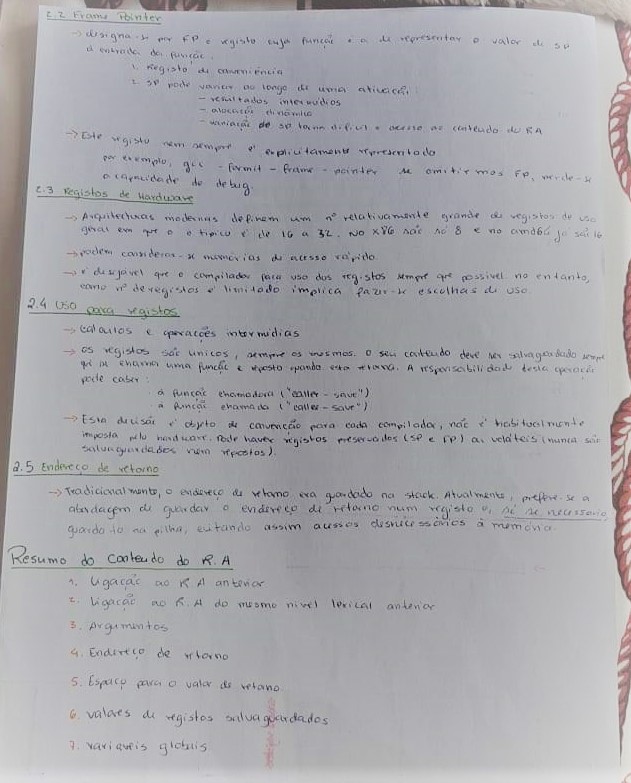 2.2 Frame Pointer
→ designa-se por FP o registo cuja função é a de representar o valor de SP
à entrada da função.
1. Registo de conveniência
2. SP pode variar ao longo de uma ativação:
- resultados intermédios
- alocação dinâmica
- variação de SP torna difícil o acesso ao conteúdo do RA
→ Este registo nem sempre é explicitamente representado
por exemplo, gcc -fomit-frame-pointer se omitirmos FP, perde-se
a capacidade de debug.
2.3 Registos de Hardware
→ Arquitecturas modernas definem um nº relativamente grande de registos de uso
geral em que o típico é de 16 a 32. No x86 são só 8 e no amd64 já são 16
→ podem considerar-se memórias de acesso rápido.
→ é desejável que o compilador faça uso dos registos sempre que possível no entanto,
como nº de registos é limitado implica fazer-se escolhas de uso.
2.4 Uso para registos
→ Cálculos e operações intermédias
→ os registos são únicos, sempre os mesmos. O seu conteúdo deve ser salvaguardado sempre
que se chama uma função e reposto quando esta retorna. A responsabilidade desta operação
pode caber:
à função chamadora ("caller-save")
à função chamada ("caller-save")
→ Esta decisão é objeto de convenção para cada compilador, não é habitualmente
imposta pelo hardware. Pode haver registos preservados (SP e FP) ou voláteis (nunca são
salvaguardados nem repostos).
2.5 Endereço de retorno
→ Tradicionalmente, o endereço de retorno era guardado na stack. Atualmente, prefere-se a
abordagem de guardar o endereço de retorno num registo e, só se necessário,
guardá-lo na pilha, evitando assim acessos desnecessários à memória.
Resumo do Conteúdo do R.A
1. Ligação ao R.A anterior
2. Ligação ao R.A do mesmo nível lexical anterior
3. Argumentos
4. Endereço de retorno
5. Espaço para o valor de retorno
6. valores de registos salvaguardados
7. variaveis globais